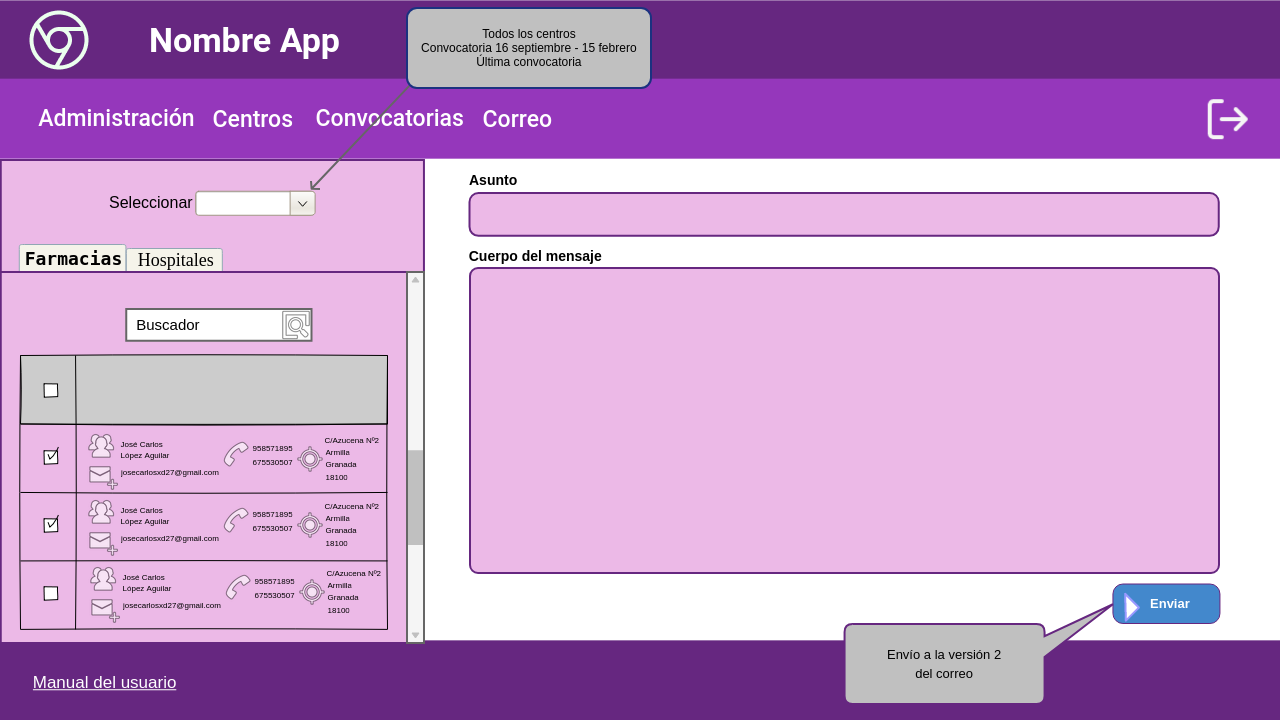 Nombre App
Todos los centros
Convocatoria 16 septiembre - 15 febrero
Última convocatoria
Administración Centros Convocatorias Correo
Seleccionar
Farmacias Hospitales
Buscador
José Carlos
López Aguilar
josecarlosxd27@gmail.com
958571895
675530507
C/Azucena Nº2
Armilla
Granada
18100
José Carlos
López Aguilar
josecarlosxd27@gmail.com
958571895
675530507
C/Azucena Nº2
Armilla
Granada
18100
José Carlos
López Aguilar
josecarlosxd27@gmail.com
958571895
675530507
C/Azucena Nº2
Armilla
Granada
18100
Asunto
Cuerpo del mensaje
Enviar
Envío a la versión 2
del correo
Manual del usuario